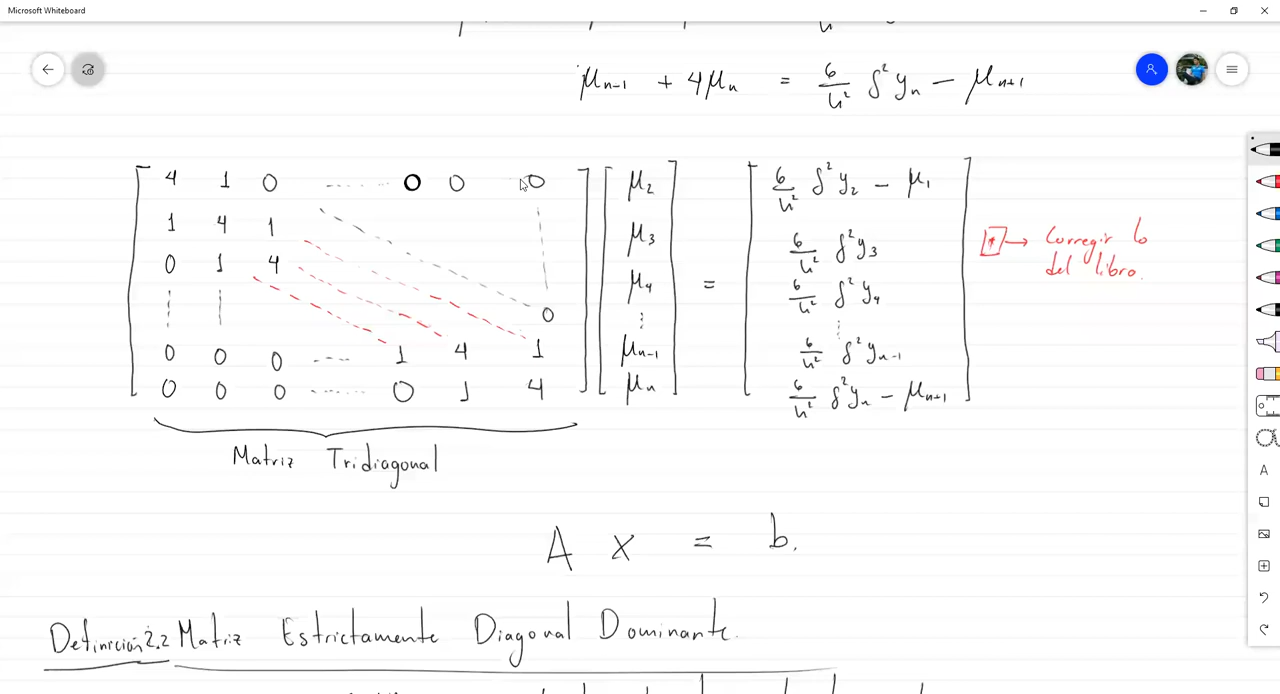 Microsoft Whiteboard
μn-1 + 4μn = 6/h² δ²yn − μn+1
4 1 0 ------ 0 0 0 μ2 6/h² δ²y2 − μ1
1 4 1 μ3 6/h² δ²y3
0 1 4 μ4 = 6/h² δ²y4
⋮ ⋮ 0 ⋮ ⋮
0 0 0 ---- 1 4 1 μn-1 6/h² δ²yn-1
0 0 0 ------ 0 1 4 μn 6/h² δ²yn − μn+1
* → Corregir lo
del libro.
Matriz Tridiagonal
A x = b.
Definición 2.2 Matriz Estrictamente Diagonal Dominante.
A